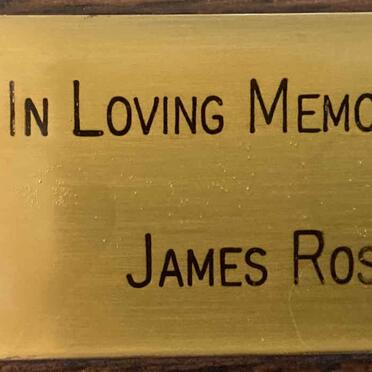 In Loving Memo
James Ros